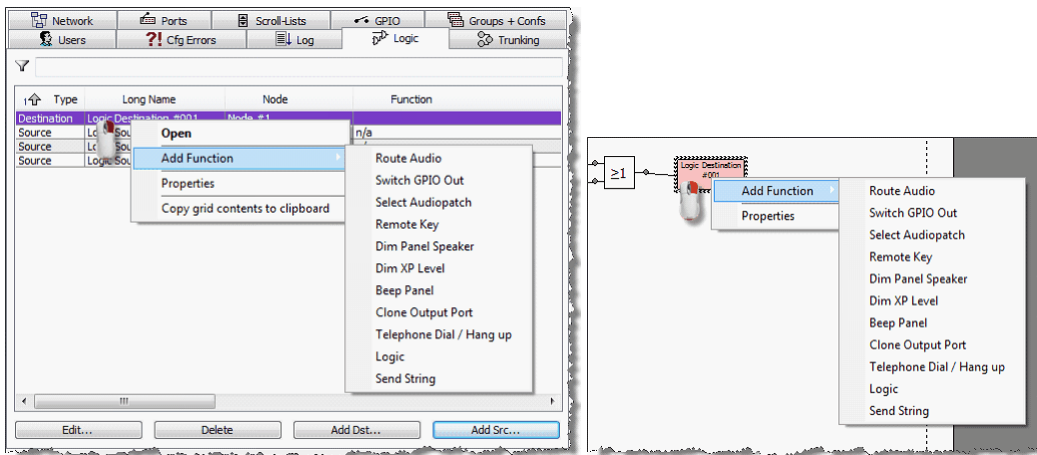 Network Ports Scroll-Lists GPIO Groups + Confs
Users ?! Cfg Errors Log Logic Trunking
Type Long Name Node Function
Destination Logic Destination #001 Node #1
Source n/a
Source
Source
Open
Add Function
Properties
Copy grid contents to clipboard
Route Audio
Switch GPIO Out
Select Audiopatch
Remote Key
Dim Panel Speaker
Dim XP Level
Beep Panel
Clone Output Port
Telephone Dial / Hang up
Logic
Send String
Edit... Delete Add Dst... Add Src...
≥1
Logic Destination
#001
Add Function
Properties
Route Audio
Switch GPIO Out
Select Audiopatch
Remote Key
Dim Panel Speaker
Dim XP Level
Beep Panel
Clone Output Port
Telephone Dial / Hang up
Logic
Send String